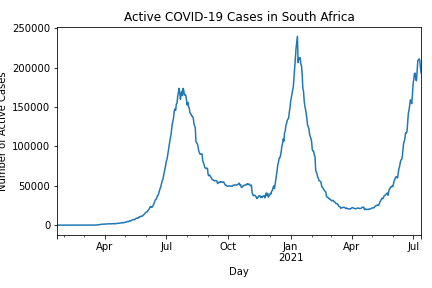 Active COVID-19 Cases in South Africa
Number of Active Cases
250000
200000
150000
100000
50000
0
Apr
Jul
Oct
Jan
2021
Apr
Jul
Day